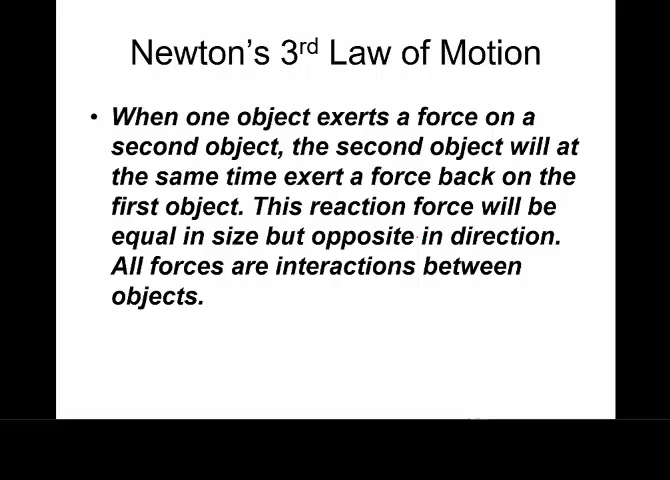 Newton's 3rd Law of Motion
• When one object exerts a force on a
second object, the second object will at
the same time exert a force back on the
first object. This reaction force will be
equal in size but opposite in direction.
All forces are interactions between
objects.